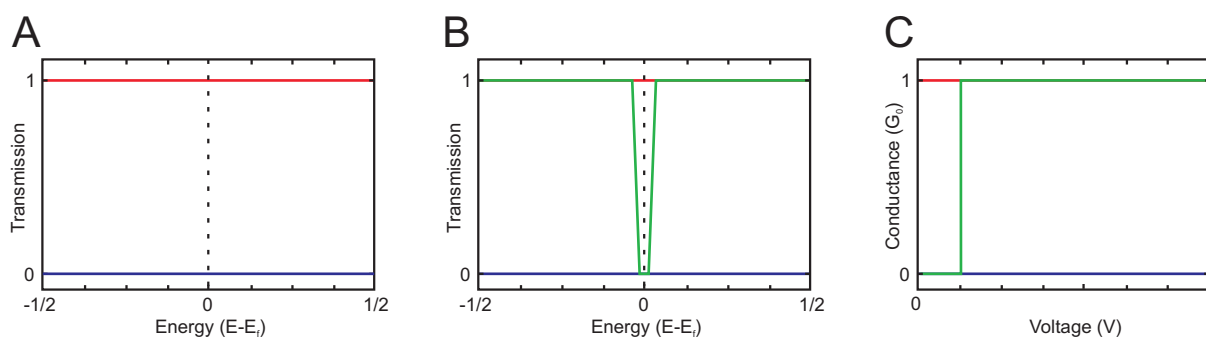 A
B
C
1
Transmission
0
-1/2
0
1/2
Energy (E-Ef)
1
Transmission
0
-1/2
0
1/2
Energy (E-Ef)
1
Conductance (G0)
0
0
Voltage (V)